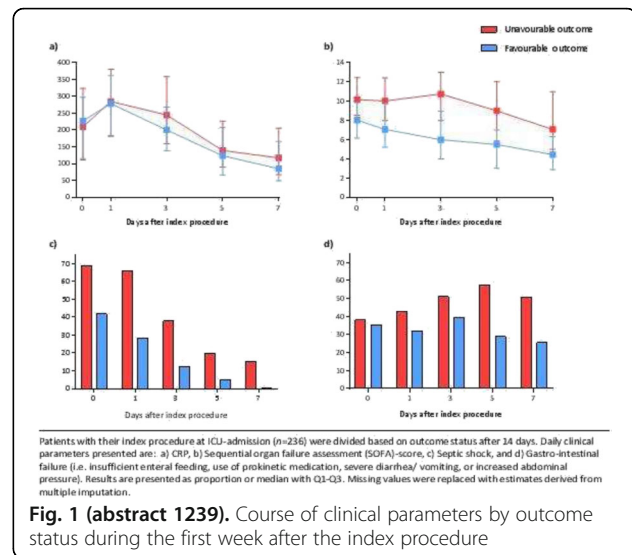 Unavourable outcome
Favourable outcome
a)
400
350
300
250
200
150
100
50
0
0 1 3 5 7
Days after index procedure
b)
14
12
10
8
6
4
2
0
0 1 3 5 7
Days after index procedure
c)
70
60
50
40
30
20
10
0
0 1 3 5 7
Days after index procedure
d)
70
60
50
40
30
20
10
0
0 1 3 5 7
Days after index procedure
Patients with their index procedure at ICU-admission (n=236) were divided based on outcome status after 14 days. Daily clinical
parameters presented are: a) CRP, b) Sequential organ failure assessment (SOFA)-score, c) Septic shock, and d) Gastro-intestinal
failure (i.e. insufficient enteral feeding, use of prokinetic medication, severe diarrhea/ vomiting, or increased abdominal
pressure). Results are presented as proportion or median with Q1-Q3. Missing values were replaced with estimates derived from
multiple imputation.
Fig. 1 (abstract 1239). Course of clinical parameters by outcome
status during the first week after the index procedure